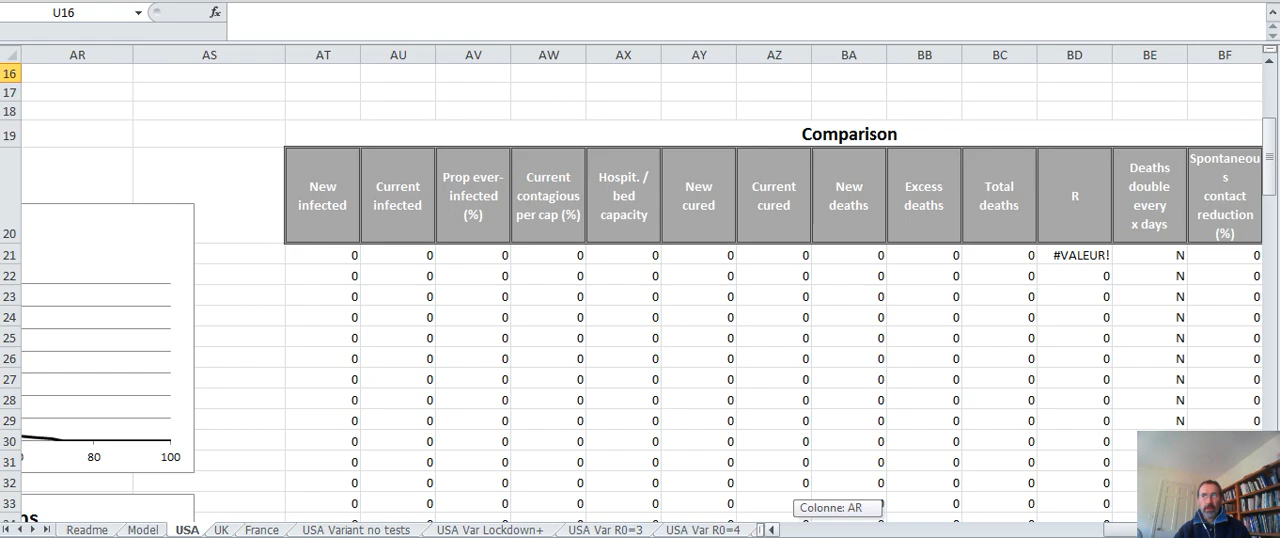 U16
fx
AR AS AT AU AV AW AX AY AZ BA BB BC BD BE BF
16
17
18
19 Comparison
20 New infected Current infected Prop ever-infected (%) Current contagious per cap (%) Hospit. / bed capacity New cured Current cured New deaths Excess deaths Total deaths R Deaths double every x days Spontaneou s contact reduction (%)
21 0 0 0 0 0 0 0 0 0 0 #VALEUR! N 0
22 0 0 0 0 0 0 0 0 0 0 0 N 0
23 0 0 0 0 0 0 0 0 0 0 0 N 0
24 0 0 0 0 0 0 0 0 0 0 0 N 0
25 0 0 0 0 0 0 0 0 0 0 0 N 0
26 0 0 0 0 0 0 0 0 0 0 0 N 0
27 0 0 0 0 0 0 0 0 0 0 0 N 0
28 0 0 0 0 0 0 0 0 0 0 0 N 0
29 0 0 0 0 0 0 0 0 0 0 0 N 0
30 0 0 0 0 0 0 0 0 0 0 0
80 100
31 0 0 0 0 0 0 0 0 0 0 0
32 0 0 0 0 0 0 0 0 0 0 0
33 0 0 0 0 0 0 0 0 0 0
Colonne: AR
Readme Model USA UK France USA Variant no tests USA Var Lockdown+ USA Var R0=3 USA Var R0=4